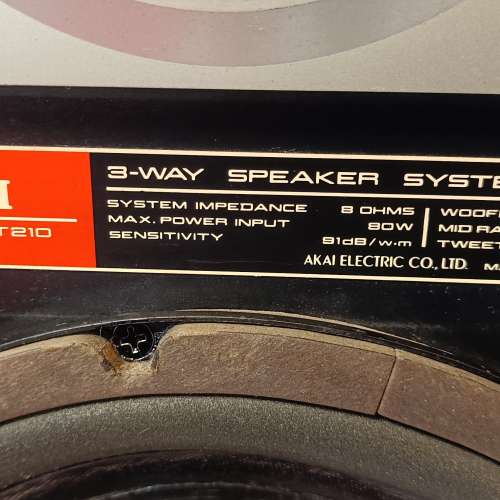 I
T210
3-WAY SPEAKER SYSTE
SYSTEM IMPEDANCE 8 OHMS
MAX. POWER INPUT 80W
SENSITIVITY 91dB/w·m
WOOF
MID RA
TWEET
AKAI ELECTRIC CO., LTD. M